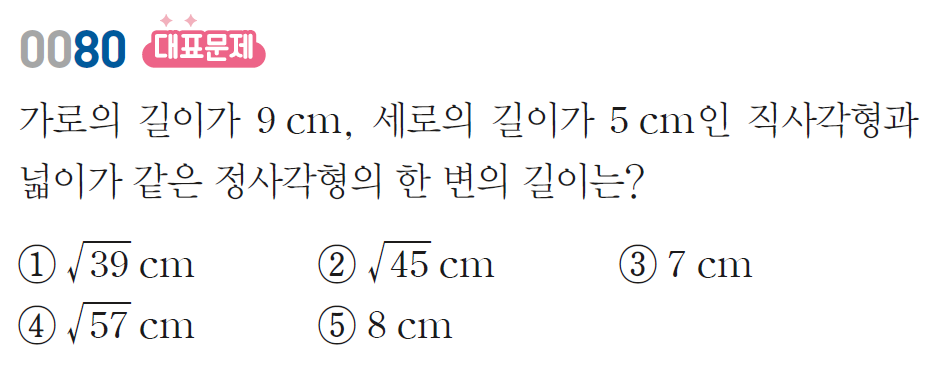 0080 대표문제
가로의 길이가 9 cm, 세로의 길이가 5 cm인 직사각형과
넓이가 같은 정사각형의 한 변의 길이는?
① √39 cm ② √45 cm ③ 7 cm
④ √57 cm ⑤ 8 cm